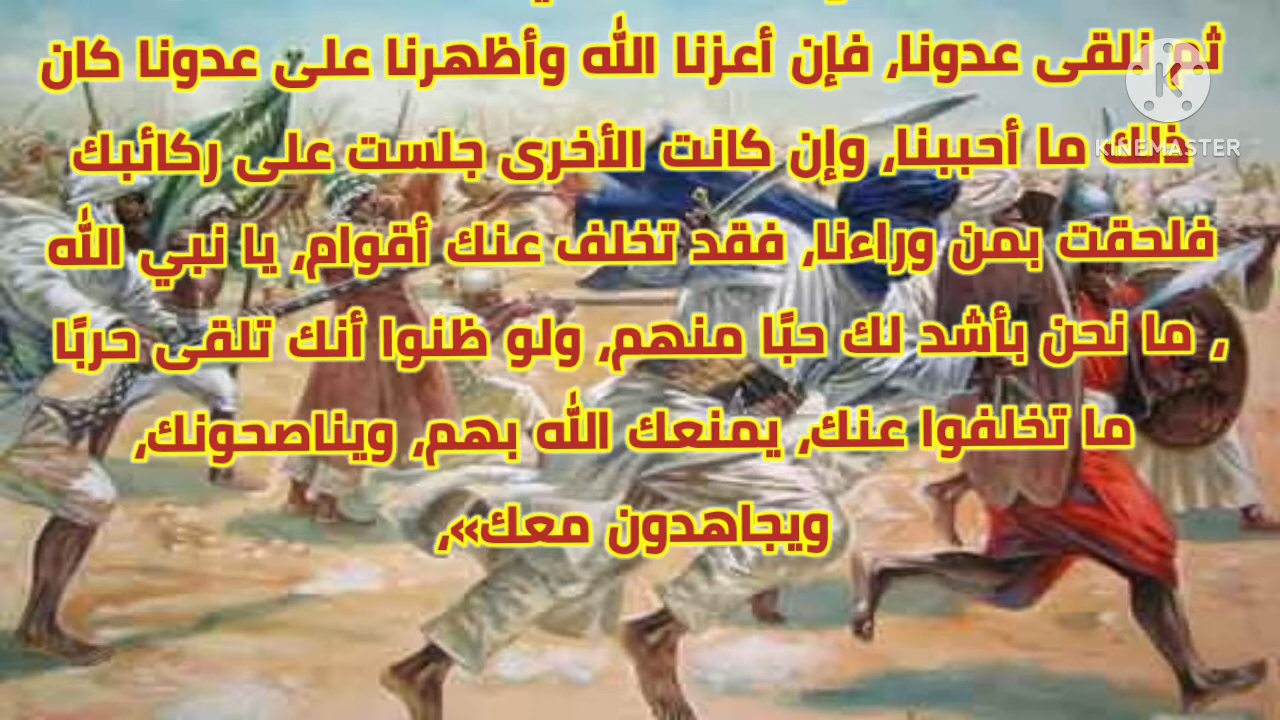 ثم نلقى عدونا, فإن أعزنا الله وأظهرنا على عدونا كان
ذلك ما أحببنا, وإن كانت الأخرى جلست على ركائبك
فلحقت بمن وراءنا, فقد تخلف عنك أقوام, يا نبي الله
, ما نحن بأشد لك حبًا منهم, ولو ظنوا أنك تلقى حربًا
ما تخلفوا عنك, يمنعك الله بهم, ويناصحونك,
ويجاهدون معك»,
KINEMASTER